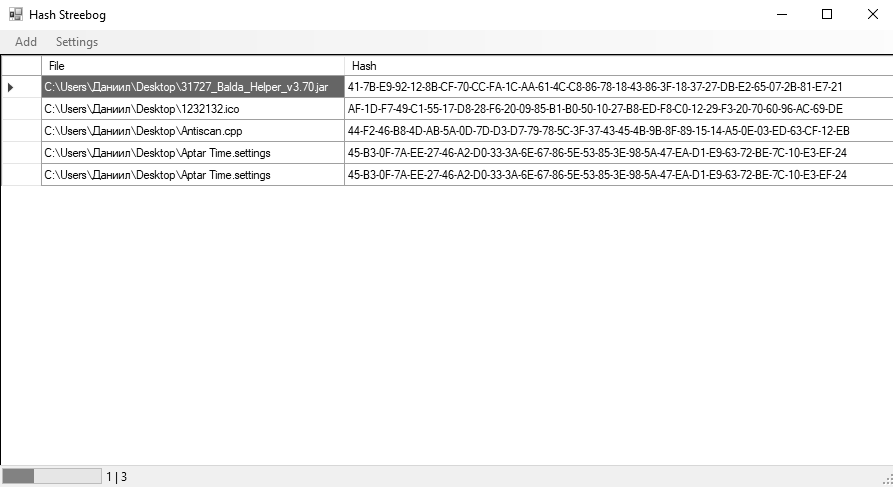 Hash Streebog
Add Settings
File Hash
C:\Users\Даниил\Desktop\31727_Balda_Helper_v3.70.jar 41-7B-E9-92-12-8B-CF-70-CC-FA-1C-AA-61-4C-C8-86-78-18-43-86-3F-18-37-27-DB-E2-65-07-2B-81-E7-21
C:\Users\Даниил\Desktop\1232132.ico AF-1D-F7-49-C1-55-17-D8-28-F6-20-09-85-B1-B0-50-10-27-B8-ED-F8-C0-12-29-F3-20-70-60-96-AC-69-DE
C:\Users\Даниил\Desktop\Antiscan.cpp 44-F2-46-B8-4D-AB-5A-0D-7D-D3-D7-79-78-5C-3F-37-43-45-4B-9B-8F-89-15-14-A5-0E-03-ED-63-CF-12-EB
C:\Users\Даниил\Desktop\Aptar Time.settings 45-B3-0F-7A-EE-27-46-A2-D0-33-3A-6E-67-86-5E-53-85-3E-98-5A-47-EA-D1-E9-63-72-BE-7C-10-E3-EF-24
C:\Users\Даниил\Desktop\Aptar Time.settings 45-B3-0F-7A-EE-27-46-A2-D0-33-3A-6E-67-86-5E-53-85-3E-98-5A-47-EA-D1-E9-63-72-BE-7C-10-E3-EF-24
1 | 3